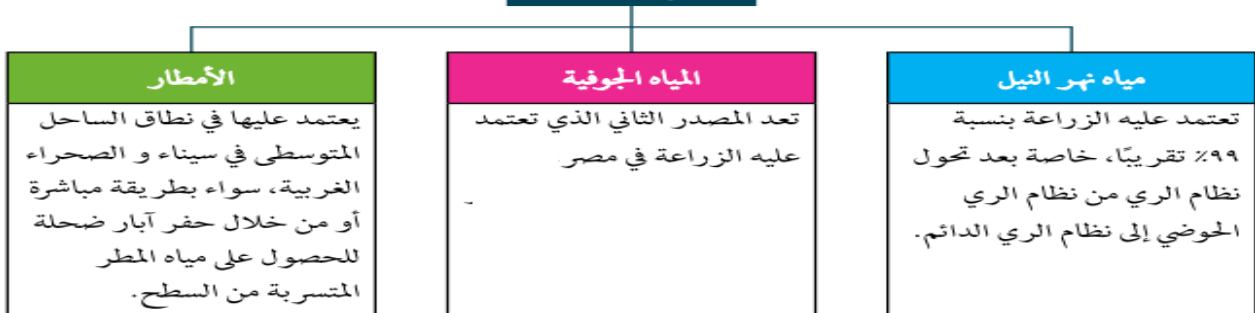 مياه نهر النيل
تعتمد عليه الزراعة بنسبة
٩٩٪ تقريبًا، خاصة بعد تحول
نظام الري من نظام الري
الحوضي إلى نظام الري الدائم.
المياه الجوفية
تعد المصدر الثاني الذي تعتمد
عليه الزراعة في مصر
الأمطار
يعتمد عليها في نطاق الساحل
المتوسطى في سيناء و الصحراء
الغربية، سواء بطريقة مباشرة
أو من خلال حفر آبار ضحلة
للحصول على مياه المطر
المتسربة من السطح.